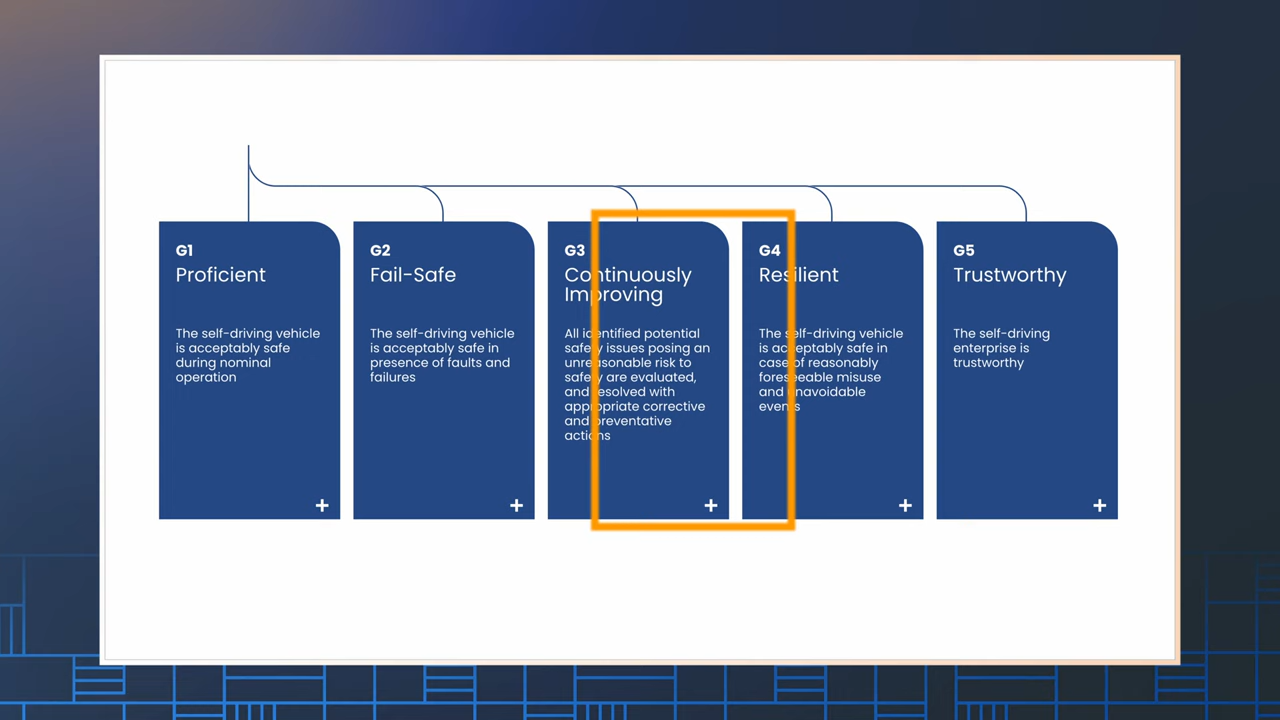 G1
Proficient
The self-driving vehicle
is acceptably safe
during nominal
operation
+
G2
Fail-Safe
The self-driving vehicle
is acceptably safe in
presence of faults and
failures
+
G3
Continuously
Improving
All identified potential
safety issues posing an
unreasonable risk to
safety are evaluated,
and resolved with
appropriate corrective
and preventative
actions
+
G4
Resilient
The self-driving vehicle
is acceptably safe in
case of reasonably
foreseeable misuse
and unavoidable
events
+
G5
Trustworthy
The self-driving
enterprise is
trustworthy
+